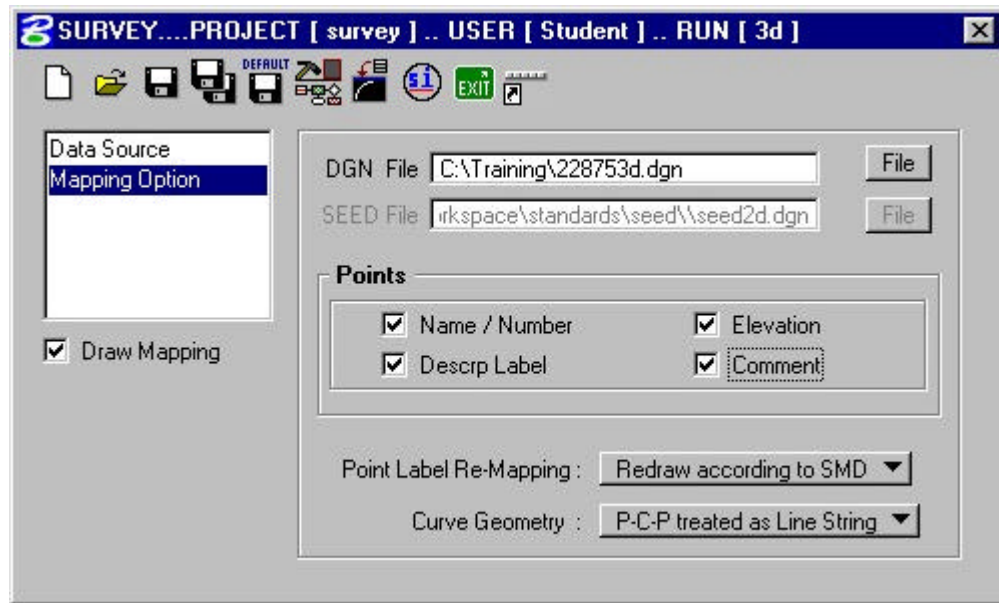 SURVEY....PROJECT [ survey ] .. USER [ Student ] .. RUN [ 3d ]
DEFAULT
si
EXIT
Data Source
Mapping Option
Draw Mapping
DGN File C:\Training\228753d.dgn File
SEED File rkspace\standards\seed\\seed2d.dgn File
Points
Name / Number Elevation
Descrp Label Comment
Point Label Re-Mapping : Redraw according to SMD
Curve Geometry : P-C-P treated as Line String